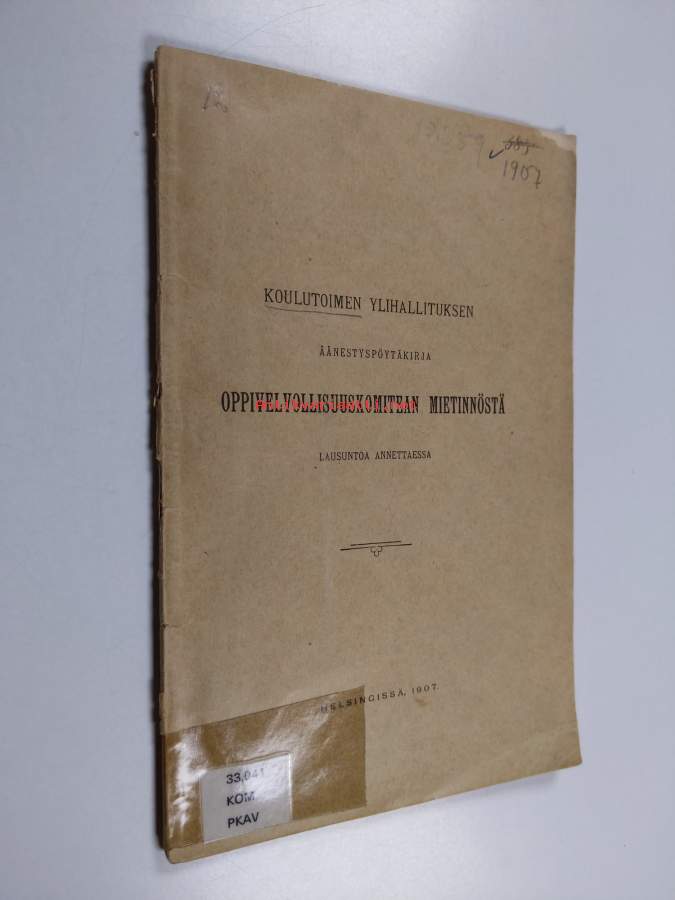 1907
KOULUTOIMEN YLIHALLITUKSEN
ÄÄNESTYSPÖYTÄKIRJA
OPPIVELVOLLISUUSKOMITEAN MIETINNÖSTÄ
LAUSUNTOA ANNETTAESSA
HELSINGISSÄ, 1907.
33.041
KOM
PKAV